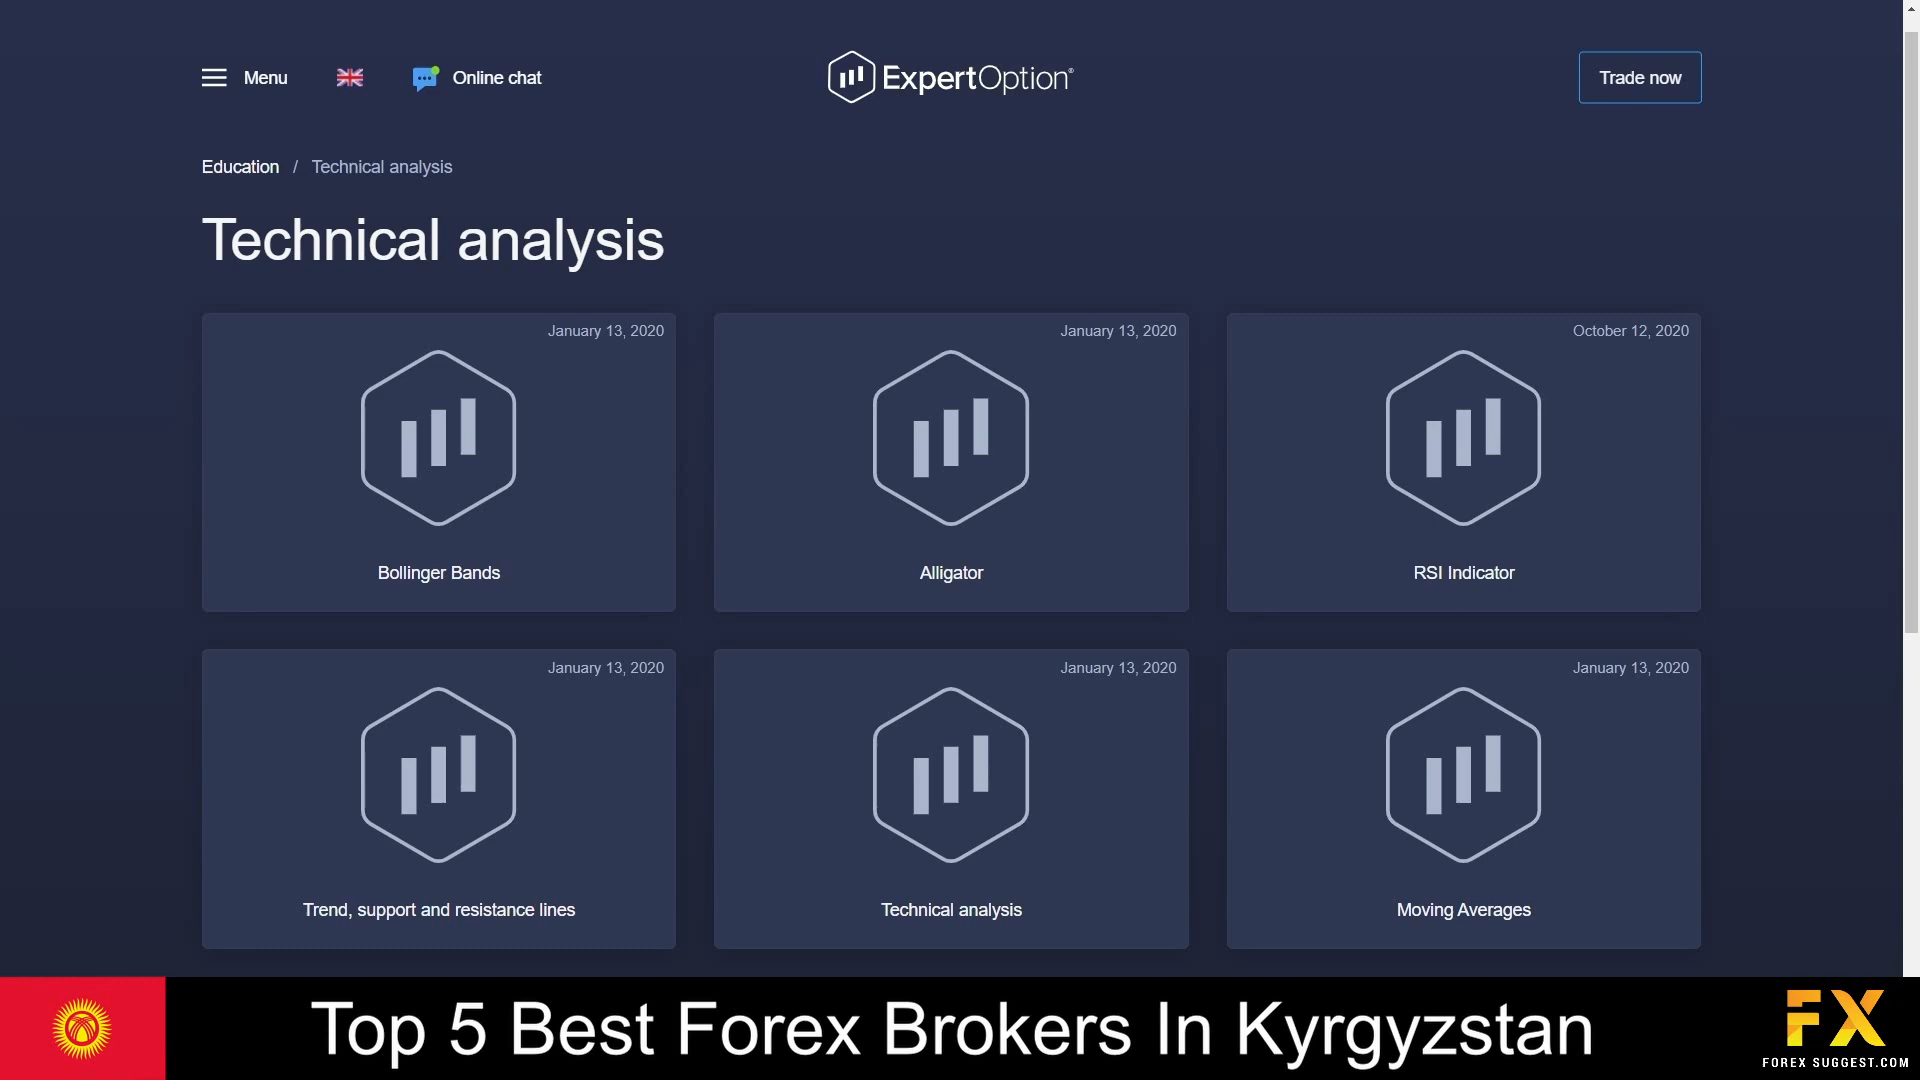 Menu
Online chat
ExpertOption®
Trade now
Education / Technical analysis
Technical analysis
January 13, 2020
Bollinger Bands
January 13, 2020
Alligator
October 12, 2020
RSI Indicator
January 13, 2020
Trend, support and resistance lines
January 13, 2020
Technical analysis
January 13, 2020
Moving Averages
Top 5 Best Forex Brokers In Kyrgyzstan
FX
FOREX SUGGEST.COM